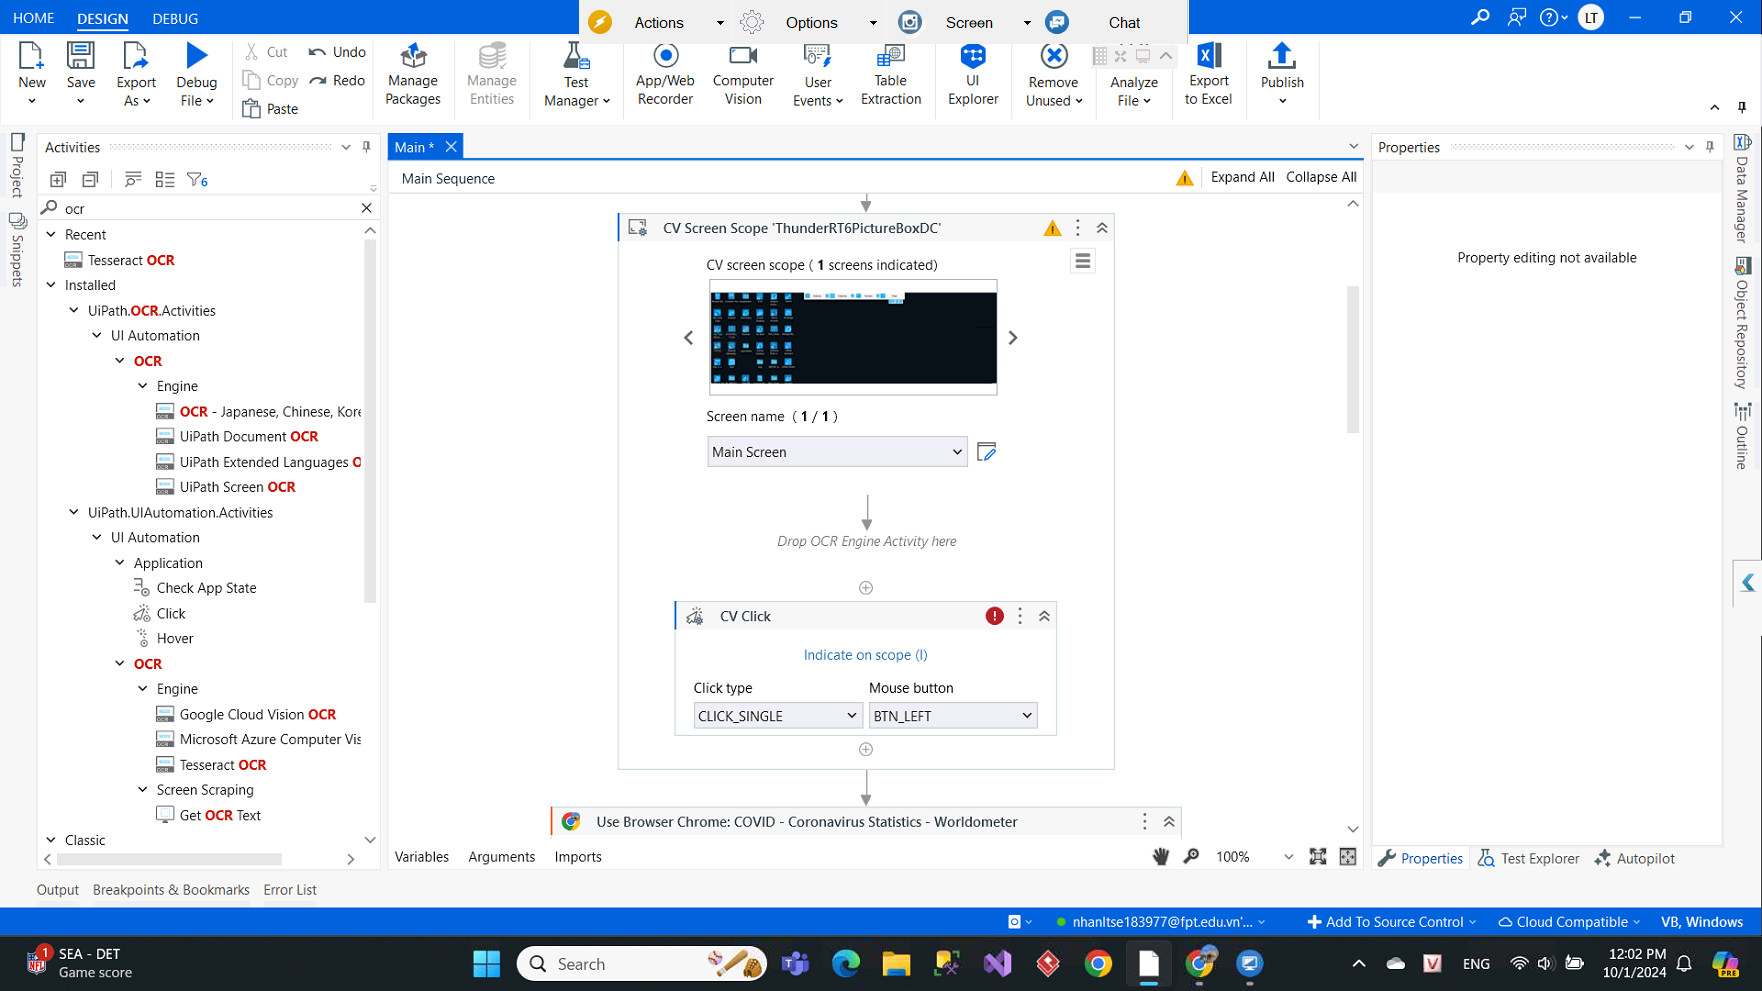 HOME DESIGN DEBUG
Actions Options Screen Chat
LT
New
Save
Export
As
Debug
File
Cut
Copy
Paste
Undo
Redo
Manage
Packages
Manage
Entities
Test
Manager
App/Web
Recorder
Computer
Vision
User
Events
Table
Extraction
UI
Explorer
Remove
Unused
Analyze
File
Export
to Excel
Publish
Project
Snippets
Activities
6
ocr
Recent
Tesseract OCR
Installed
UiPath.OCR.Activities
UI Automation
OCR
Engine
OCR - Japanese, Chinese, Kore
UiPath Document OCR
UiPath Extended Languages O
UiPath Screen OCR
UiPath.UIAutomation.Activities
UI Automation
Application
Check App State
Click
Hover
OCR
Engine
Google Cloud Vision OCR
Microsoft Azure Computer Vis
Tesseract OCR
Screen Scraping
Get OCR Text
Classic
Main *
Main Sequence
Expand All Collapse All
CV Screen Scope 'ThunderRT6PictureBoxDC'
CV screen scope ( 1 screens indicated)
Screen name ( 1 / 1 )
Main Screen
Drop OCR Engine Activity here
CV Click
Indicate on scope (I)
Click type Mouse button
CLICK_SINGLE BTN_LEFT
Use Browser Chrome: COVID - Coronavirus Statistics - Worldometer
Variables Arguments Imports
100%
Properties
Property editing not available
Properties Test Explorer Autopilot
Data Manager
Object Repository
Outline
Output Breakpoints & Bookmarks Error List
nhanltse183977@fpt.edu.vn'... Add To Source Control Cloud Compatible VB, Windows
1
SEA - DET
Game score
Search
ENG
12:02 PM
10/1/2024
PRE